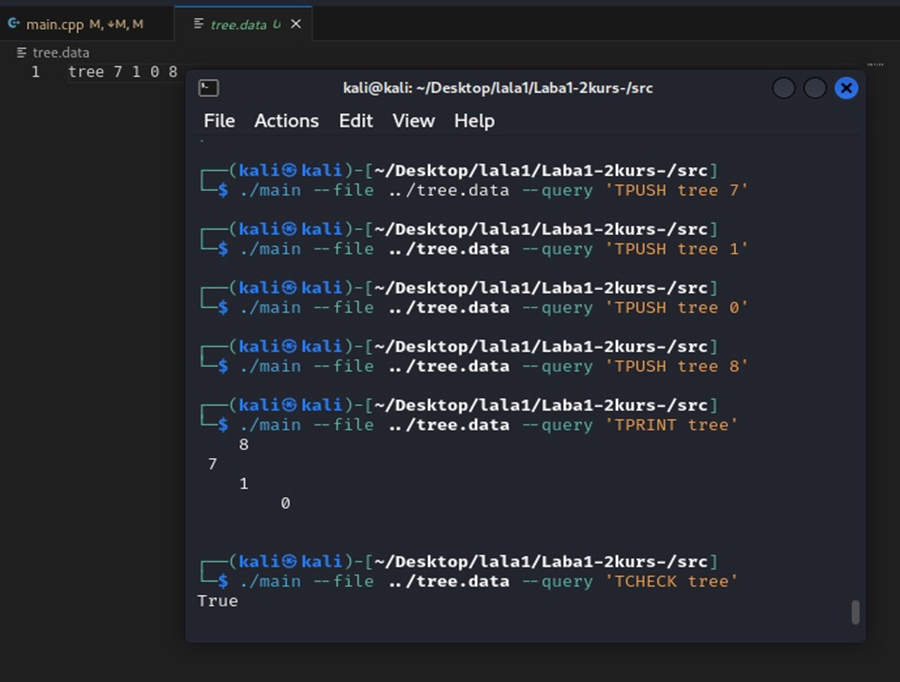 main.cpp M, ↓M, M
tree.data U
tree.data
1 tree 7 1 0 8
kali@kali: ~/Desktop/lala1/Laba1-2kurs-/src
File Actions Edit View Help
┌──(kali㉿kali)-[~/Desktop/lala1/Laba1-2kurs-/src]
└─$ ./main --file ../tree.data --query 'TPUSH tree 7'
┌──(kali㉿kali)-[~/Desktop/lala1/Laba1-2kurs-/src]
└─$ ./main --file ../tree.data --query 'TPUSH tree 1'
┌──(kali㉿kali)-[~/Desktop/lala1/Laba1-2kurs-/src]
└─$ ./main --file ../tree.data --query 'TPUSH tree 0'
┌──(kali㉿kali)-[~/Desktop/lala1/Laba1-2kurs-/src]
└─$ ./main --file ../tree.data --query 'TPUSH tree 8'
┌──(kali㉿kali)-[~/Desktop/lala1/Laba1-2kurs-/src]
└─$ ./main --file ../tree.data --query 'TPRINT tree'
8
7
1
0
┌──(kali㉿kali)-[~/Desktop/lala1/Laba1-2kurs-/src]
└─$ ./main --file ../tree.data --query 'TCHECK tree'
True